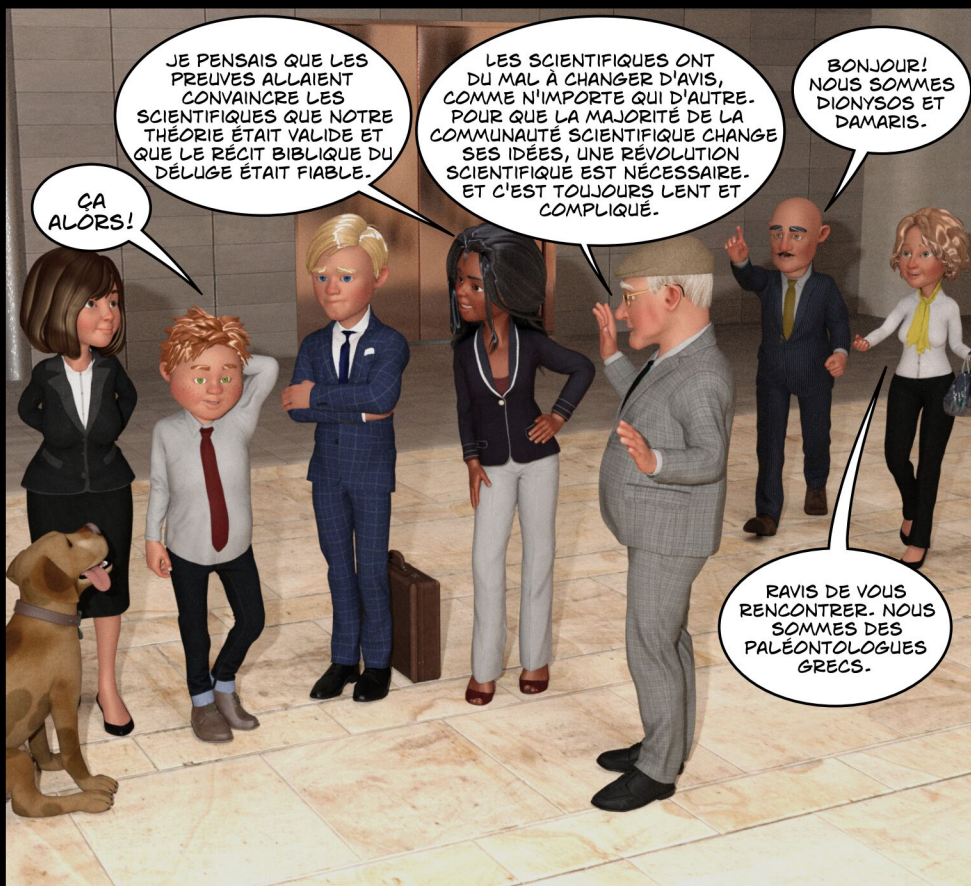 ÇA
ALORS!
JE PENSAIS QUE LES
PREUVES ALLAIENT
CONVAINCRE LES
SCIENTIFIQUES QUE NOTRE
THÉORIE ÉTAIT VALIDE ET
QUE LE RÉCIT BIBLIQUE DU
DÉLUGE ÉTAIT FIABLE.
LES SCIENTIFIQUES ONT
DU MAL À CHANGER D'AVIS,
COMME N'IMPORTE QUI D'AUTRE.
POUR QUE LA MAJORITÉ DE LA
COMMUNAUTÉ SCIENTIFIQUE CHANGE
SES IDÉES, UNE RÉVOLUTION
SCIENTIFIQUE EST NÉCESSAIRE.
ET C'EST TOUJOURS LENT ET
COMPLIQUÉ.
BONJOUR!
NOUS SOMMES
DIONYSOS ET
DAMARIS.
RAVIS DE VOUS
RENCONTRER. NOUS
SOMMES DES
PALÉONTOLOGUES
GRECS.